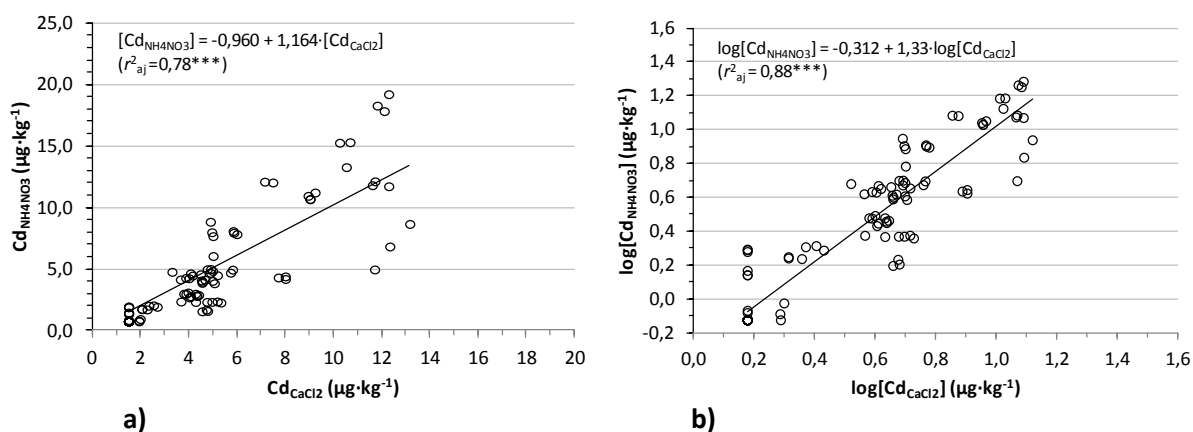 [Cd_NH4NO3] = -0,960 + 1,164·[Cd_CaCl2]
(r²_aj = 0,78***)
Cd_NH4NO3 (µg·kg⁻¹)
25,0
20,0
15,0
10,0
5,0
0,0
0 2 4 6 8 10 12 14 16 18 20
Cd_CaCl2 (µg·kg⁻¹)
a)
log[Cd_NH4NO3] = -0,312 + 1,33·log[Cd_CaCl2]
(r²_aj = 0,88***)
log[Cd_NH4NO3] (µg·kg⁻¹)
1,6
1,4
1,2
1,0
0,8
0,6
0,4
0,2
0,0
-0,2
0,0 0,2 0,4 0,6 0,8 1,0 1,2 1,4 1,6
log[Cd_CaCl2] (µg·kg⁻¹)
b)